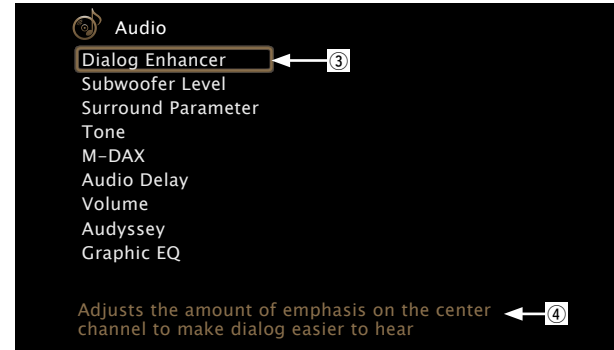 Audio
Dialog Enhancer
③
Subwoofer Level
Surround Parameter
Tone
M-DAX
Audio Delay
Volume
Audyssey
Graphic EQ
Adjusts the amount of emphasis on the center
④
channel to make dialog easier to hear